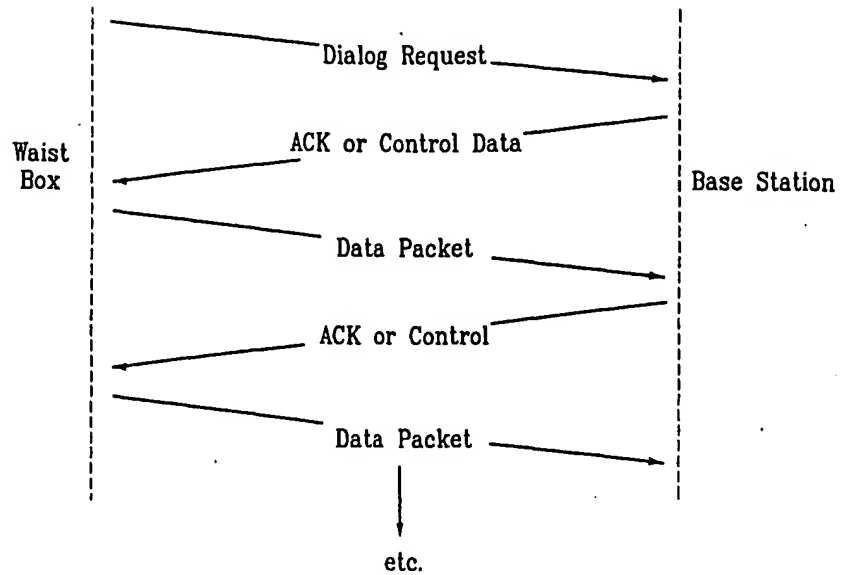 Dialog Request
ACK or Control Data
Waist
Box
Base Station
Data Packet
ACK or Control
Data Packet
etc.